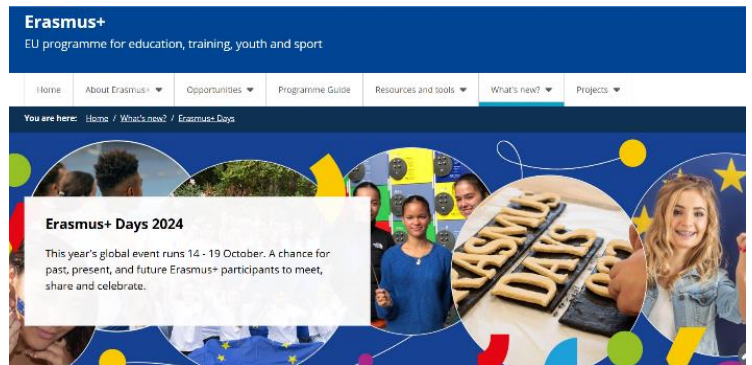 Erasmus+
EU programme for education, training, youth and sport
Home About Erasmus+ Opportunities Programme Guide Resources and tools What's new? Projects
You are here: Home / What's new? / Erasmus+ Days
Erasmus+ Days 2024
This year's global event runs 14 - 19 October. A chance for
past, present, and future Erasmus+ participants to meet,
share and celebrate.
ERASMUS
DAYS